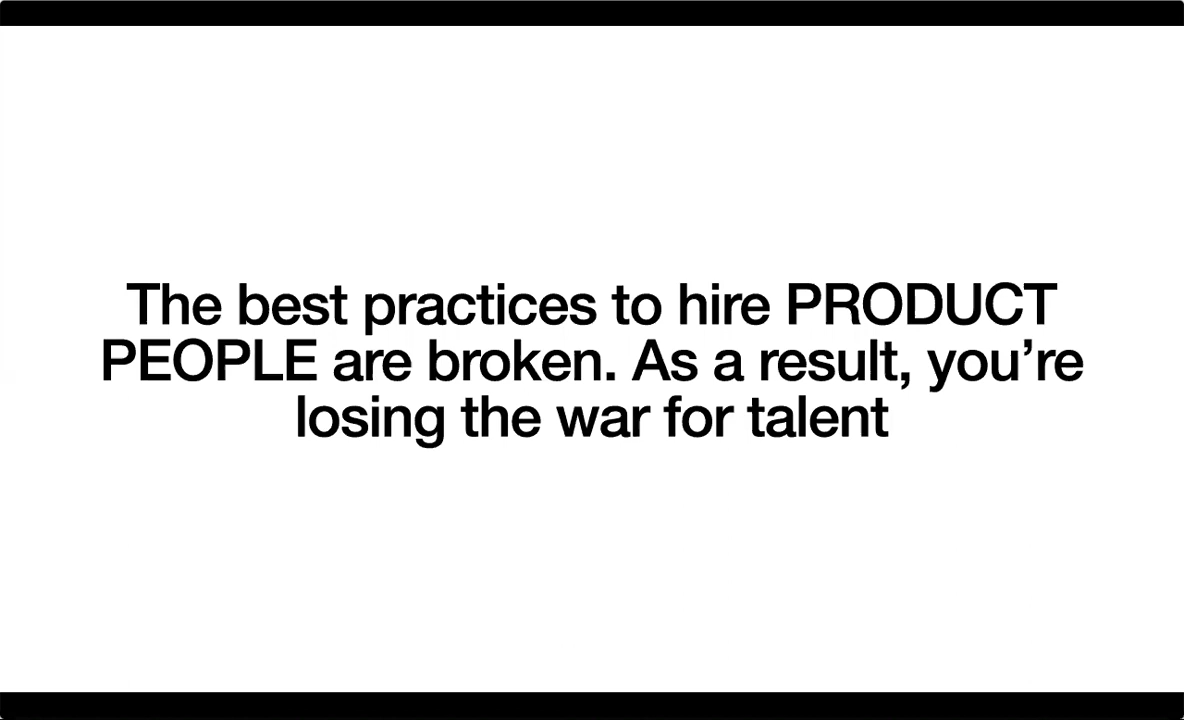 The best practices to hire PRODUCT
PEOPLE are broken. As a result, you’re
losing the war for talent